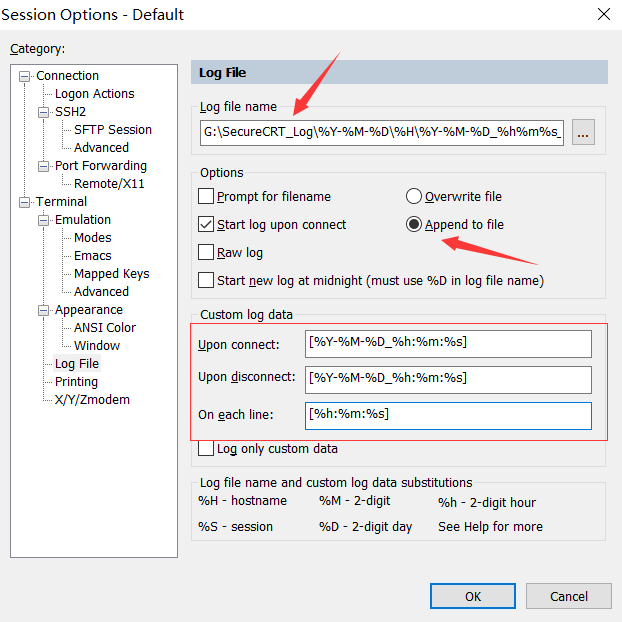 Session Options - Default
Category:
Connection
Logon Actions
SSH2
SFTP Session
Advanced
Port Forwarding
Remote/X11
Terminal
Emulation
Modes
Emacs
Mapped Keys
Advanced
Appearance
ANSI Color
Window
Log File
Printing
X/Y/Zmodem
Log File
Log file name
G:\SecureCRT_Log\%Y-%M-%D\%H\%Y-%M-%D_%h%m%s_
...
Options
Prompt for filename
Overwrite file
Start log upon connect
Append to file
Raw log
Start new log at midnight (must use %D in log file name)
Custom log data
Upon connect: [%Y-%M-%D_%h:%m:%s]
Upon disconnect: [%Y-%M-%D_%h:%m:%s]
On each line: [%h:%m:%s]
Log only custom data
Log file name and custom log data substitutions
%H - hostname %M - 2-digit %h - 2-digit hour
%S - session %D - 2-digit day See Help for more
OK Cancel